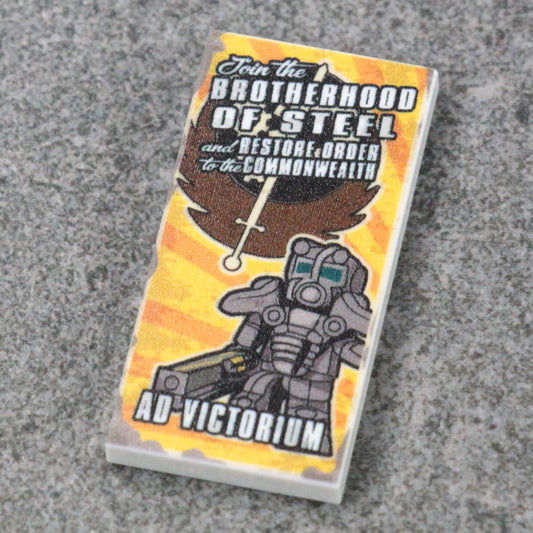 Join the
BROTHERHOOD
OF STEEL
and RESTORE ORDER
to the COMMONWEALTH
AD VICTORIUM